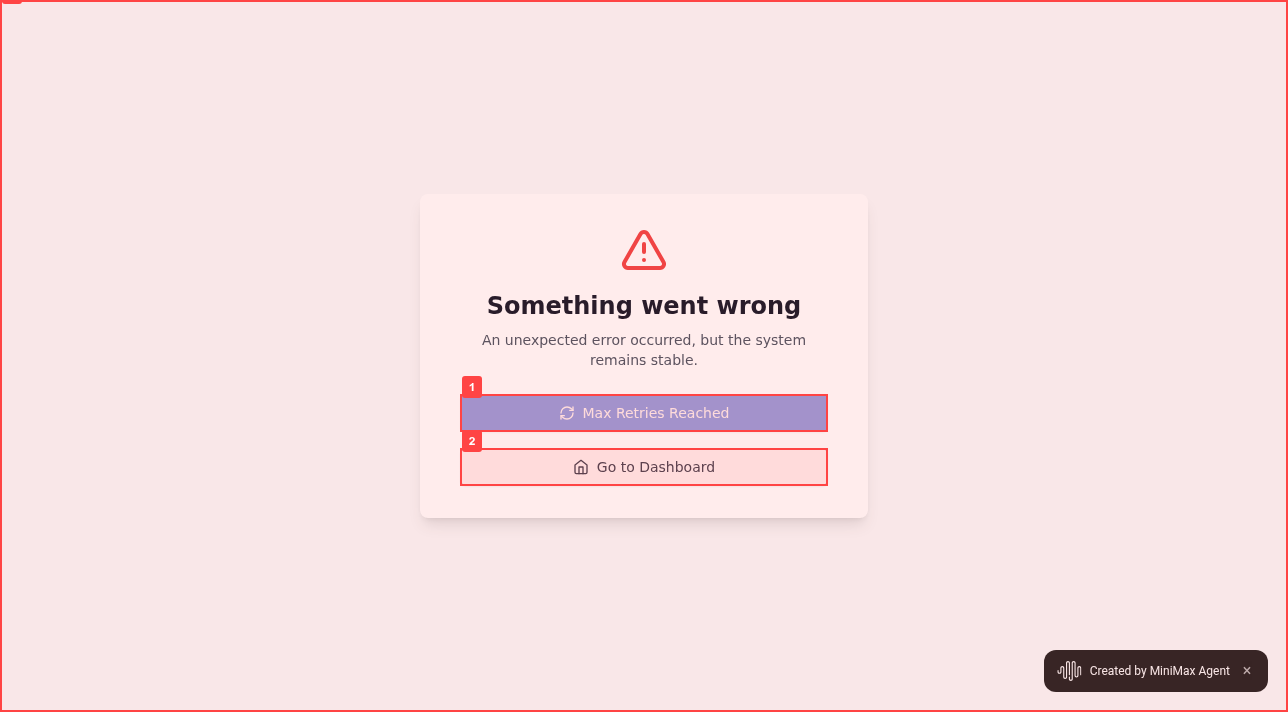 Something went wrong
An unexpected error occurred, but the system
remains stable.
1
Max Retries Reached
2
Go to Dashboard
Created by MiniMax Agent ×